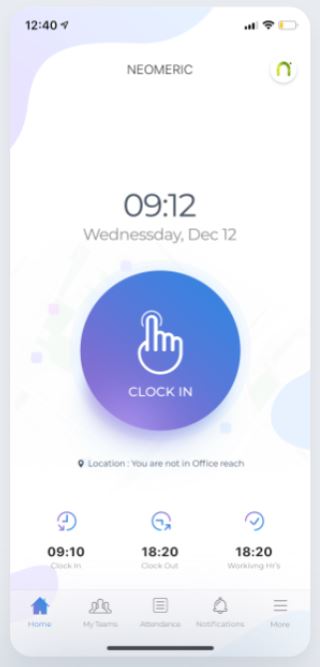 12:40
NEOMERIC
09:12
Wednesday, Dec 12
CLOCK IN
Location : You are not in Office reach
09:10 18:20 18:20
Clock In Clock Out Workivng Hr's
Home My Teams Attendance Notifications More